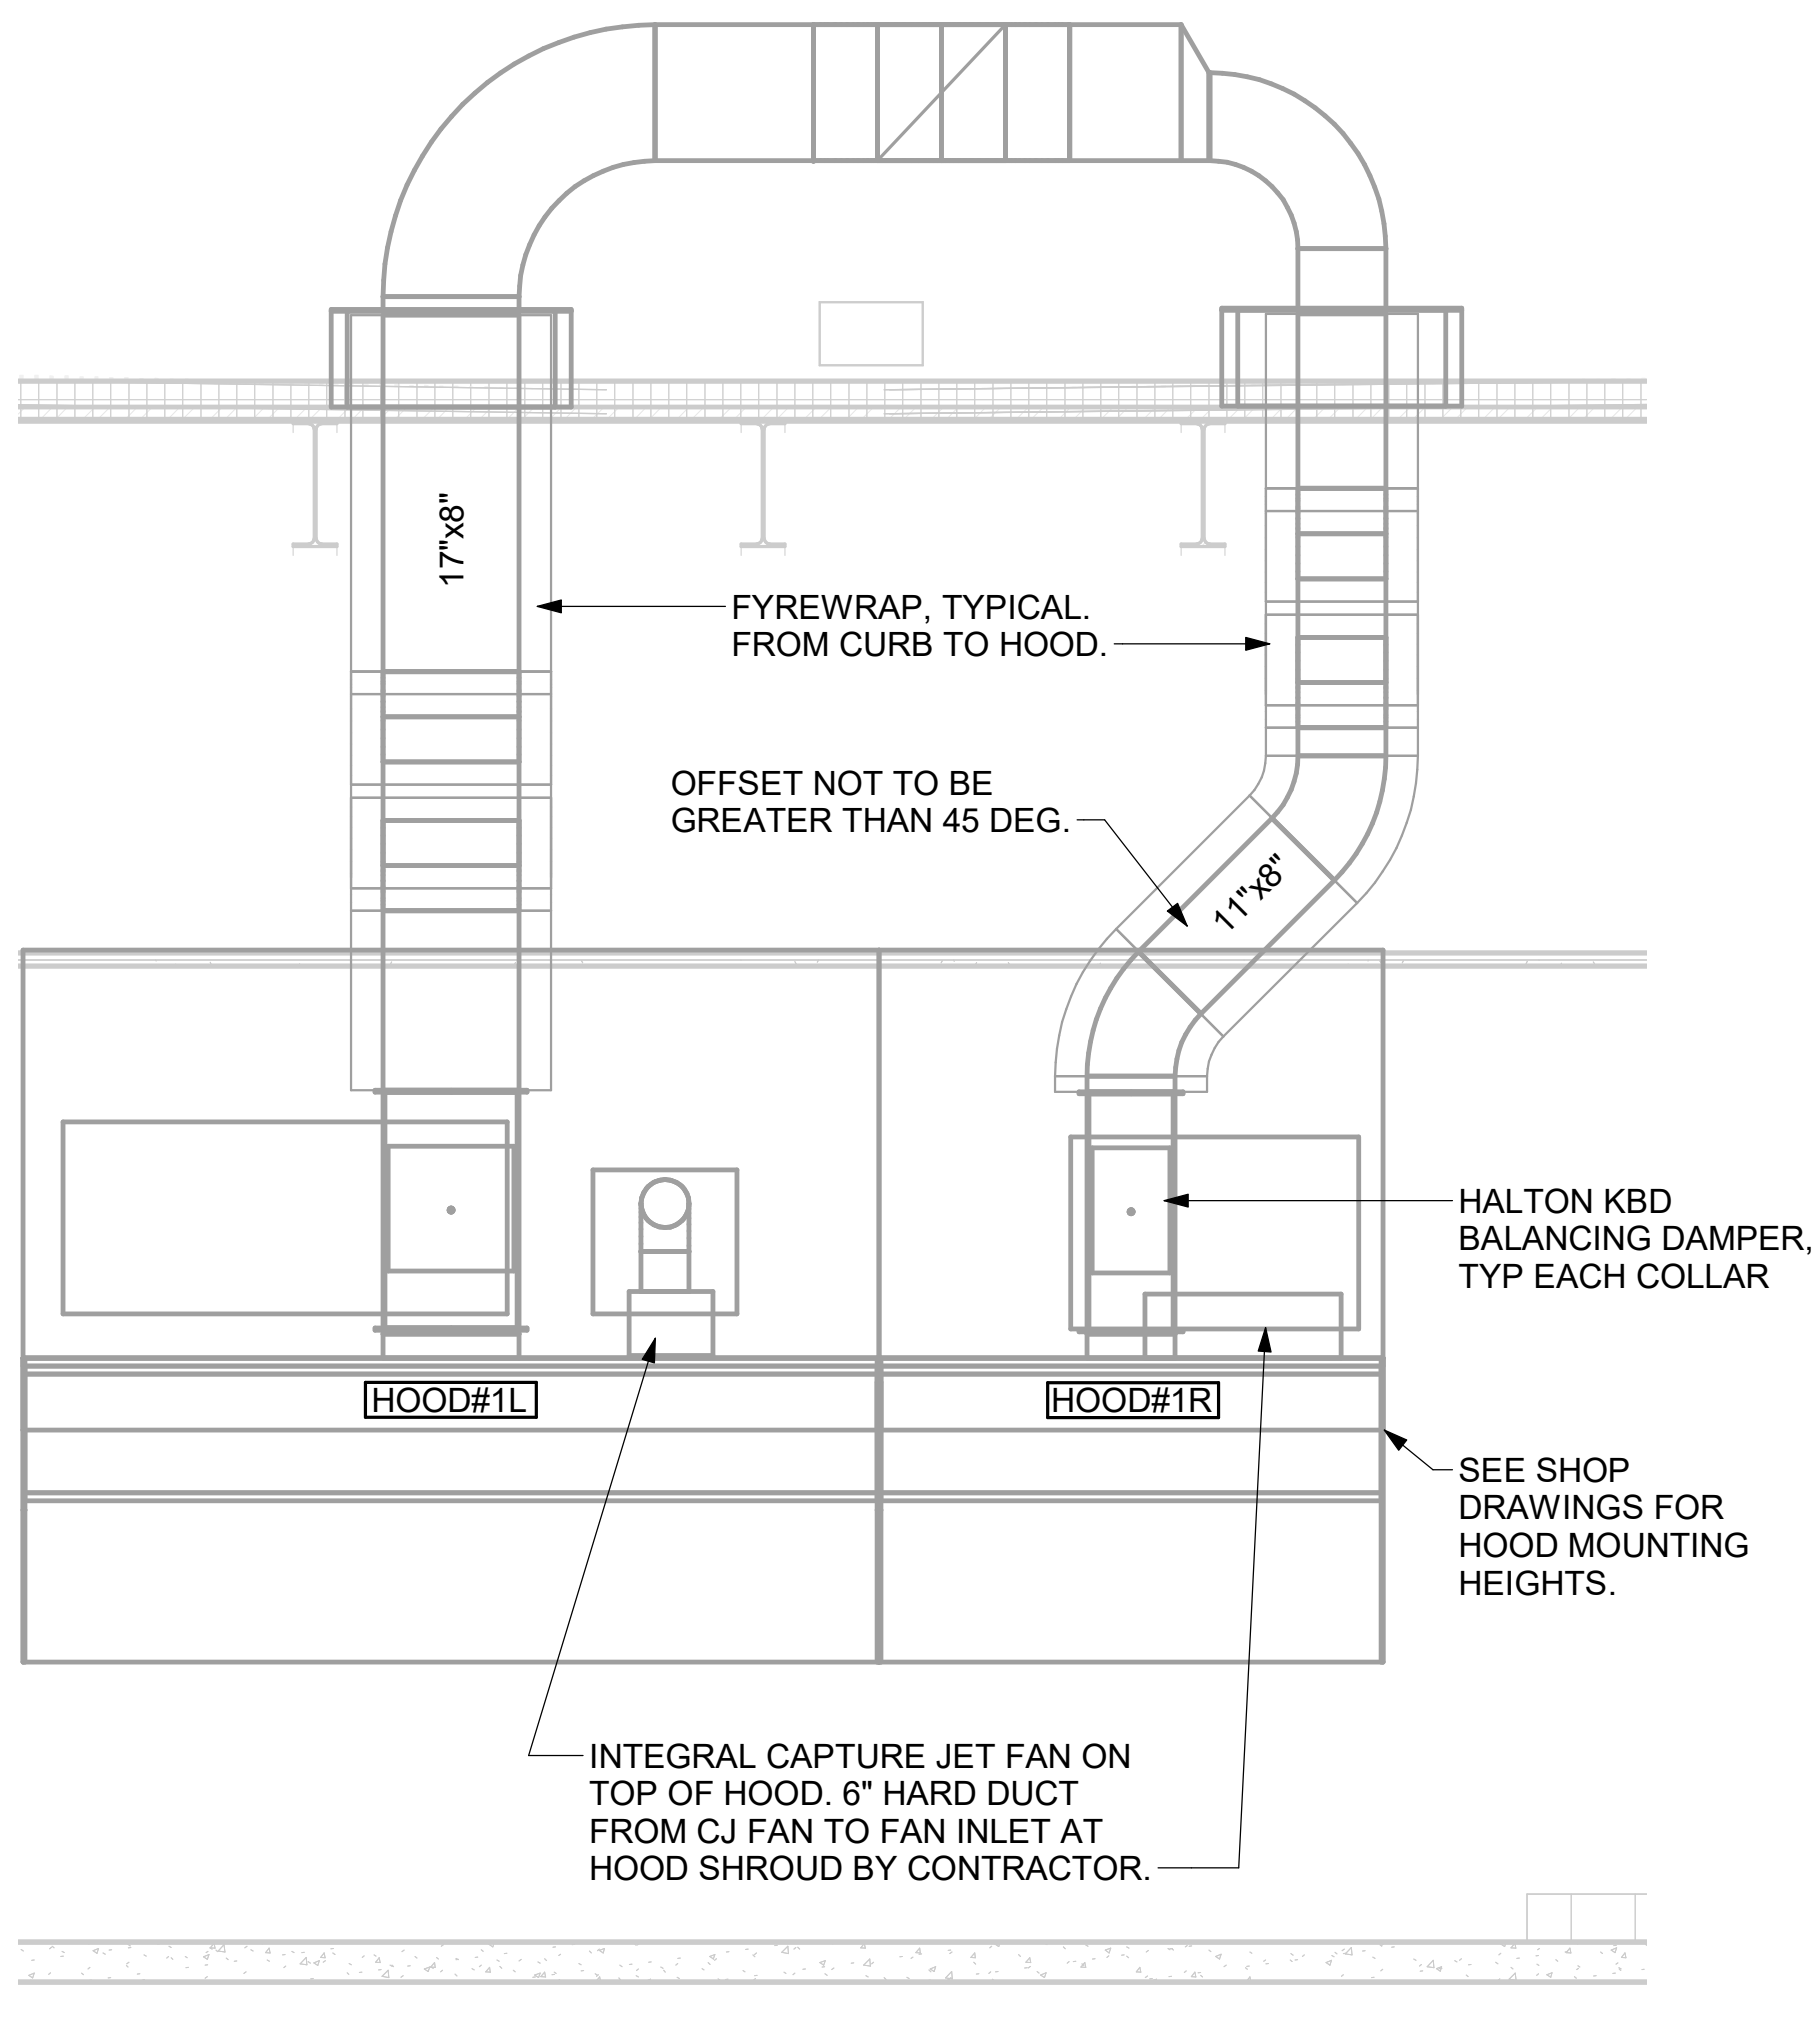 17"x8"
FYREWRAP, TYPICAL.
FROM CURB TO HOOD.
OFFSET NOT TO BE
GREATER THAN 45 DEG.
11"x8"
HALTON KBD
BALANCING DAMPER,
TYP EACH COLLAR
HOOD#1L
HOOD#1R
SEE SHOP
DRAWINGS FOR
HOOD MOUNTING
HEIGHTS.
INTEGRAL CAPTURE JET FAN ON
TOP OF HOOD. 6" HARD DUCT
FROM CJ FAN TO FAN INLET AT
HOOD SHROUD BY CONTRACTOR.